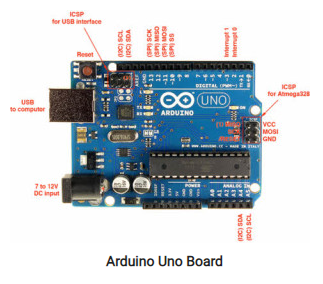 ICSP
for USB interface
(I2C) SCL
(I2C) SDA
(SPI) SCK
(SPI) MISO
(SPI) MOSI
(SPI) SS
Interrupt 1
Interrupt 0
Reset
ICSP
for Atmega328
USB
to computer
DIGITAL (PWM~)
UNO
ARDUINO
ON
VCC
MOSI
GND
7 to 12V
DC input
POWER
ANALOG IN
(I2C) SDA
(I2C) SCL
Arduino Uno Board